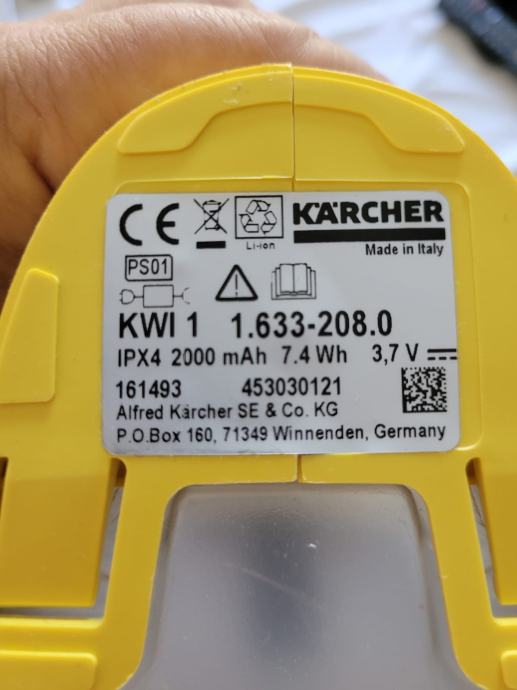 CE
Li-ion
KÄRCHER
Made in Italy
PS01
KWI 1 1.633-208.0
IPX4 2000 mAh 7.4 Wh 3,7 V
161493 453030121
Alfred Kärcher SE & Co. KG
P.O.Box 160, 71349 Winnenden, Germany